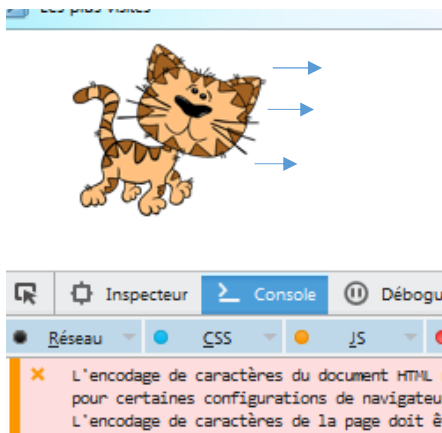 Les plus visités
Inspecteur Console Débogu
Réseau CSS JS
L'encodage de caractères du document HTML
pour certaines configurations de navigateu
L'encodage de caractères de la page doit ê